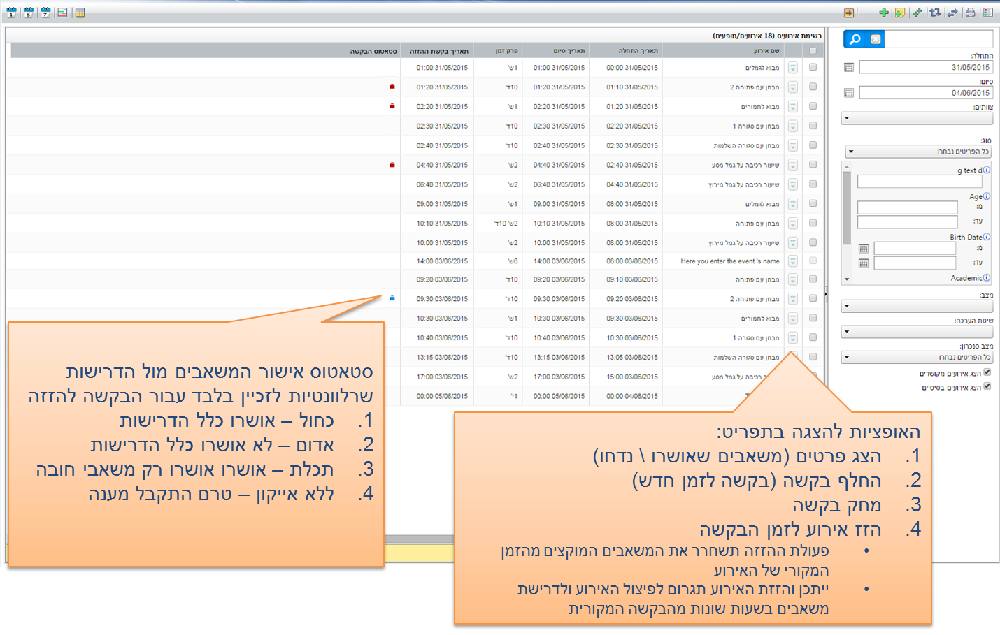 1 5 7
רשימת אירועים (18 אירועים/מופעים)
שם אירוע תאריך התחלה תאריך סיום פרק זמן תאריך בקשת ההזזה סטאטוס הבקשה
מבוא לגמלים 31/05/2015 00:00 31/05/2015 01:00 1ש' 31/05/2015 01:00
מבחן עם פתוחה 2 31/05/2015 01:10 31/05/2015 01:20 10ד' 31/05/2015 01:20
מבוא לחמורים 31/05/2015 01:20 31/05/2015 02:20 1ש' 31/05/2015 02:20
מבחן עם סגורה 1 31/05/2015 02:20 31/05/2015 02:30 10ד' 31/05/2015 02:30
מבחן עם סגורה השלמות 31/05/2015 02:30 31/05/2015 02:40 10ד' 31/05/2015 02:40
שיעור רכיבה על גמל מסע 31/05/2015 02:40 31/05/2015 04:40 2ש' 31/05/2015 04:40
שיעור רכיבה על גמל מירוץ 31/05/2015 04:40 31/05/2015 06:40 2ש' 31/05/2015 06:40
מבוא לגמלים 31/05/2015 08:00 31/05/2015 09:00 1ש' 31/05/2015 09:00
מבחן עם פתוחה 31/05/2015 08:00 31/05/2015 10:10 2ש' 10ד' 31/05/2015 10:10
שיעור רכיבה על גמל מירוץ 31/05/2015 08:00 31/05/2015 10:00 2ש' 31/05/2015 10:00
Here you enter the event 's name 03/06/2015 08:00 03/06/2015 14:00 6ש' 03/06/2015 14:00
מבחן עם פתוחה 03/06/2015 09:10 03/06/2015 09:20 10ד' 03/06/2015 09:20
מבחן עם פתוחה 2 03/06/2015 09:20 03/06/2015 09:30 10ד' 03/06/2015 09:30
מבוא לחמורים 03/06/2015 09:30 03/06/2015 10:30 1ש' 03/06/2015 10:30
מבחן עם סגורה 1 03/06/2015 10:30 03/06/2015 10:40 10ד' 03/06/2015 10:40
מבחן עם סגורה השלמות 03/06/2015 13:05 03/06/2015 13:15 10ד' 03/06/2015 13:15
רכיבה על גמל מסע 03/06/2015 15:00 03/06/2015 17:00 2ש' 03/06/2015 17:00
04/06/2015 00:00 05/06/2015 00:00 1י' 05/06/2015 00:00
התחלה:
31/05/2015
סיום:
04/06/2015
צוותים:
סוג:
כל הפריטים נבחרו
g text d
Age
מ:
עד:
Birth Date
מ:
עד:
Academic
מצב:
שיטת הערכה:
מצב סנכרון:
כל הפריטים נבחרו
הצג אירועים מקושרים
הצג אירועים בסיסיים
האופציות להצגה בתפריט:
1. הצג פרטים (משאבים שאושרו \ נדחו)
2. החלף בקשה (בקשה לזמן חדש)
3. מחק בקשה
4. הזז אירוע לזמן הבקשה
• פעולת ההזזה תשחרר את המשאבים המוקצים מהזמן
המקורי של האירוע
• ייתכן והזזת האירוע תגרום לפיצול האירוע ולדרישת
משאבים בשעות שונות מהבקשה המקורית
סטאטוס אישור המשאבים מול הדרישות
שרלוונטיות לזכיין בלבד עבור הבקשה להזזה
1. כחול – אושרו כלל הדרישות
2. אדום – לא אושרו כלל הדרישות
3. תכלת – אושרו אושרו רק משאבי חובה
4. ללא אייקון – טרם התקבל מענה